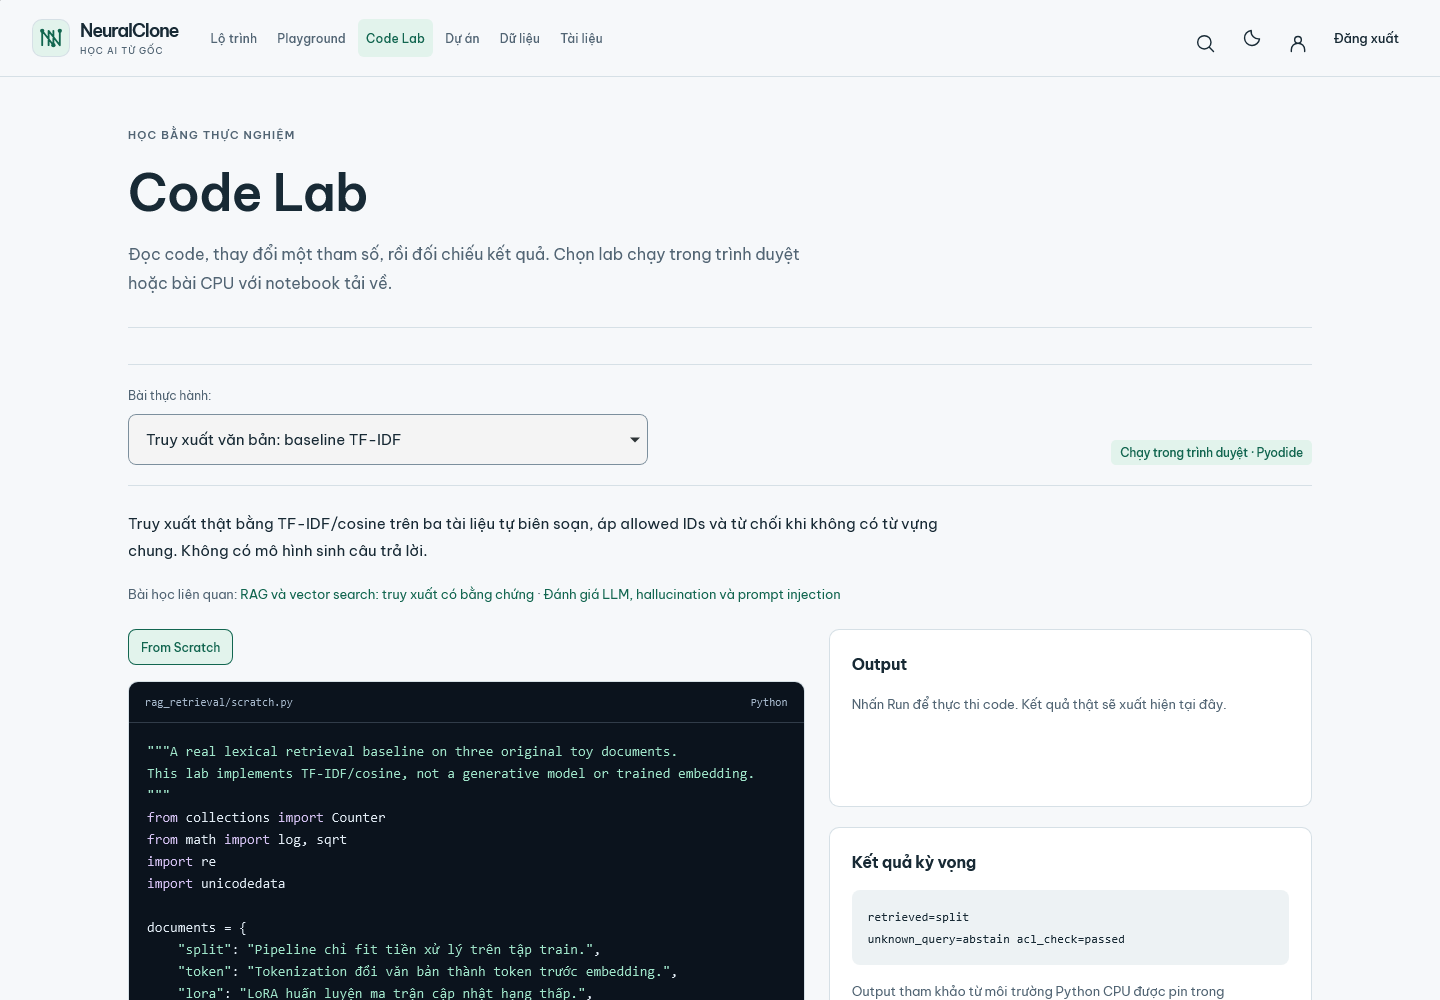 NeuralClone
HỌC AI TỪ GỐC
Lộ trình Playground Code Lab Dự án Dữ liệu Tài liệu
Đăng xuất
HỌC BẰNG THỰC NGHIỆM
Code Lab
Đọc code, thay đổi một tham số, rồi đối chiếu kết quả. Chọn lab chạy trong trình duyệt
hoặc bài CPU với notebook tải về.
Bài thực hành:
Truy xuất văn bản: baseline TF-IDF
Chạy trong trình duyệt · Pyodide
Truy xuất thật bằng TF-IDF/cosine trên ba tài liệu tự biên soạn, áp allowed IDs và từ chối khi không có từ vựng
chung. Không có mô hình sinh câu trả lời.
Bài học liên quan: RAG và vector search: truy xuất có bằng chứng · Đánh giá LLM, hallucination và prompt injection
From Scratch
rag_retrieval/scratch.py Python
"""A real lexical retrieval baseline on three original toy documents.
This lab implements TF-IDF/cosine, not a generative model or trained embedding.
"""
from collections import Counter
from math import log, sqrt
import re
import unicodedata
documents = {
"split": "Pipeline chỉ fit tiền xử lý trên tập train.",
"token": "Tokenization đổi văn bản thành token trước embedding.",
"lora": "LoRA huấn luyện ma trận cập nhật hạng thấp.",
Output
Nhấn Run để thực thi code. Kết quả thật sẽ xuất hiện tại đây.
Kết quả kỳ vọng
retrieved=split
unknown_query=abstain acl_check=passed
Output tham khảo từ môi trường Python CPU được pin trong